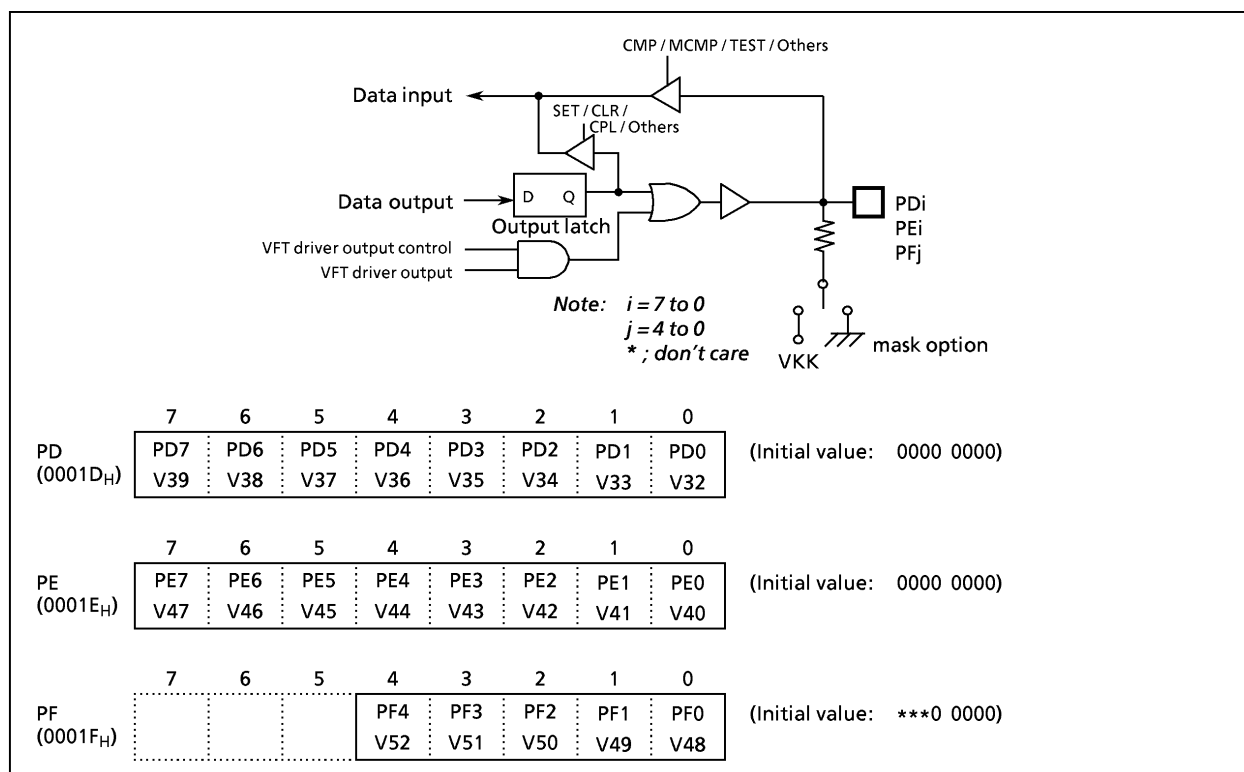 CMP / MCMP / TEST / Others
Data input
SET / CLR /
CPL / Others
Data output
D Q
Output latch
PDi
PEi
PFj
VFT driver output control
VFT driver output
Note: i = 7 to 0
j = 4 to 0
* ; don't care
VKK
mask option
7 6 5 4 3 2 1 0
PD
(0001DH)
PD7 PD6 PD5 PD4 PD3 PD2 PD1 PD0
V39 V38 V37 V36 V35 V34 V33 V32
(Initial value: 0000 0000)
7 6 5 4 3 2 1 0
PE
(0001EH)
PE7 PE6 PE5 PE4 PE3 PE2 PE1 PE0
V47 V46 V45 V44 V43 V42 V41 V40
(Initial value: 0000 0000)
7 6 5 4 3 2 1 0
PF
(0001FH)
PF4 PF3 PF2 PF1 PF0
V52 V51 V50 V49 V48
(Initial value: ***0 0000)